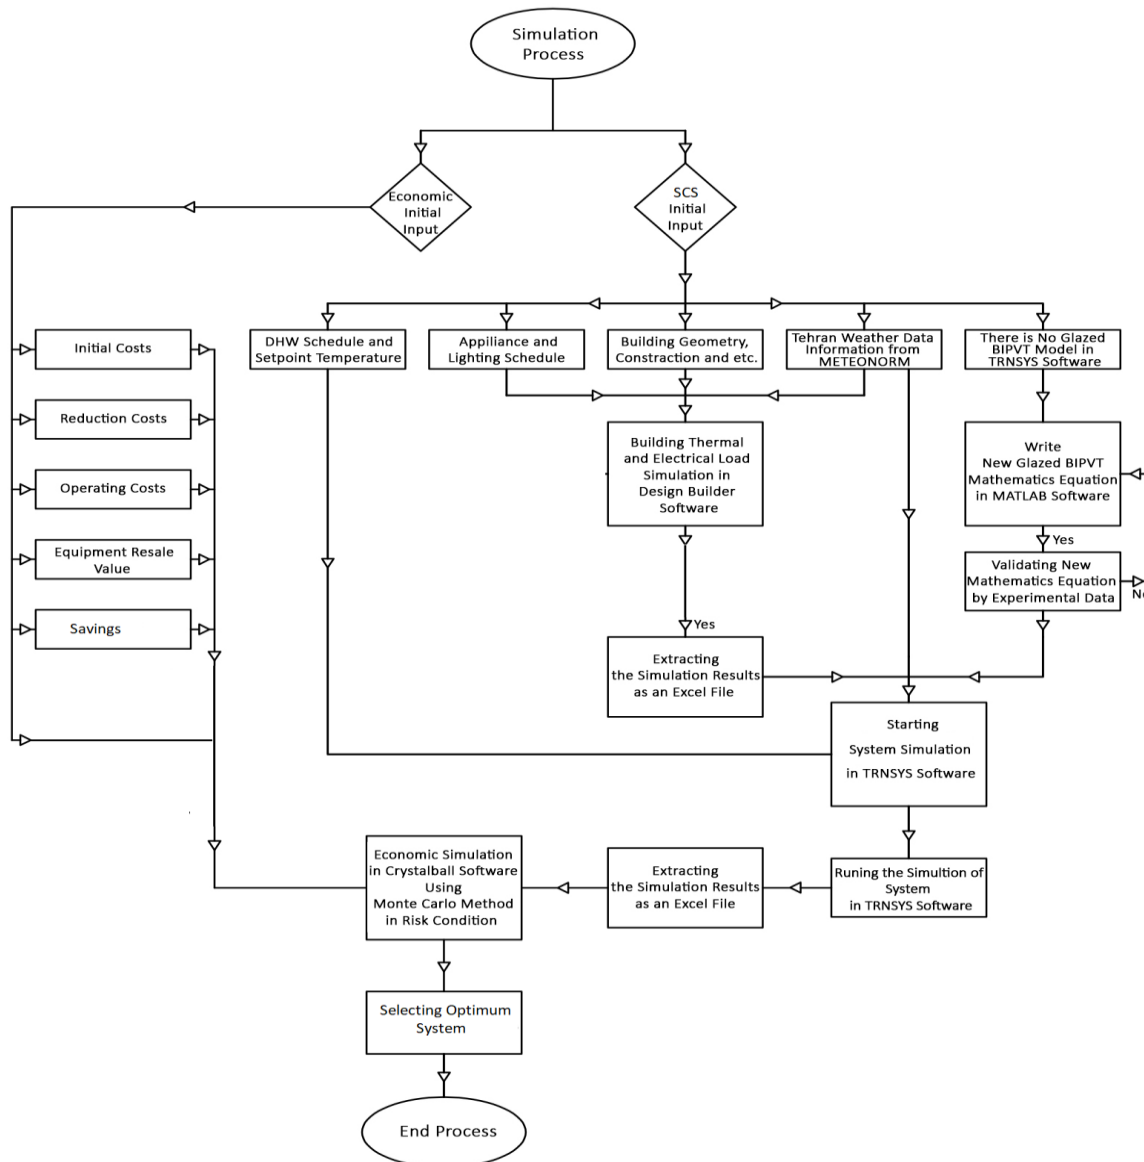 Simulation
Process
Economic
Initial
Input
SCS
Initial
Input
Initial Costs
Reduction Costs
Operating Costs
Equipment Resale
Value
Savings
DHW Schedule and
Setpoint Temperature
Appiliance and
Lighting Schedule
Building Geometry,
Constraction and etc.
Tehran Weather Data
Information from
METEONORM
There is No Glazed
BIPVT Model in
TRNSYS Software
Building Thermal
and Electrical Load
Simulation in
Design Builder
Software
Write
New Glazed BIPVT
Mathematics Equation
in MATLAB Software
Yes
Validating New
Mathematics Equation
by Experimental Data
Yes
Extracting
the Simulation Results
as an Excel File
Starting
System Simulation
in TRNSYS Software
Economic Simulation
in Crystalball Software
Using
Monte Carlo Method
in Risk Condition
Extracting
the Simulation Results
as an Excel File
Runing the Simultion of
System
in TRNSYS Software
Selecting Optimum
System
End Process